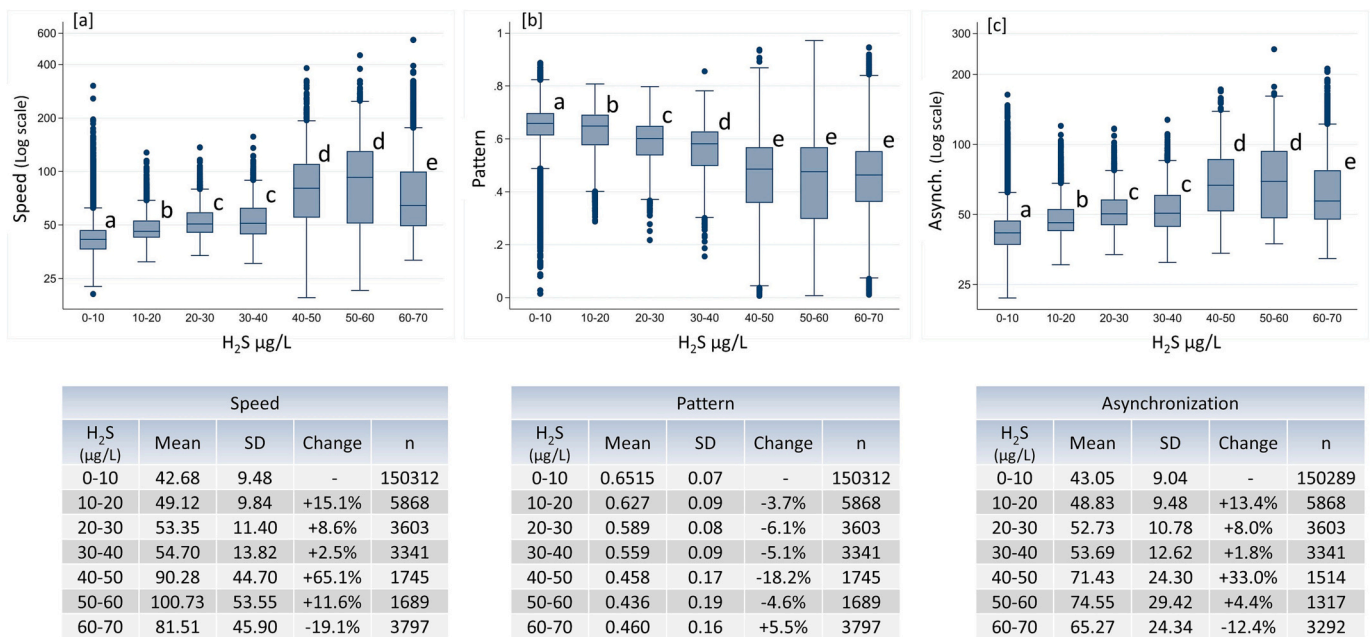 [a]
600
400
200
100
50
25
Speed (Log scale)
a
b
c
c
d
d
e
0-10 10-20 20-30 30-40 40-50 50-60 60-70
H₂S µg/L
[b]
1
.8
.6
.4
.2
0
Pattern
a
b
c
d
e
e
e
0-10 10-20 20-30 30-40 40-50 50-60 60-70
H₂S µg/L
[c]
300
200
100
50
25
Asynch. (Log scale)
a
b
c
c
d
d
e
0-10 10-20 20-30 30-40 40-50 50-60 60-70
H₂S µg/L
Speed
H₂S (µg/L) Mean SD Change n
0-10 42.68 9.48 - 150312
10-20 49.12 9.84 +15.1% 5868
20-30 53.35 11.40 +8.6% 3603
30-40 54.70 13.82 +2.5% 3341
40-50 90.28 44.70 +65.1% 1745
50-60 100.73 53.55 +11.6% 1689
60-70 81.51 45.90 -19.1% 3797
Pattern
H₂S (µg/L) Mean SD Change n
0-10 0.6515 0.07 - 150312
10-20 0.627 0.09 -3.7% 5868
20-30 0.589 0.08 -6.1% 3603
30-40 0.559 0.09 -5.1% 3341
40-50 0.458 0.17 -18.2% 1745
50-60 0.436 0.19 -4.6% 1689
60-70 0.460 0.16 +5.5% 3797
Asynchronization
H₂S (µg/L) Mean SD Change n
0-10 43.05 9.04 - 150289
10-20 48.83 9.48 +13.4% 5868
20-30 52.73 10.78 +8.0% 3603
30-40 53.69 12.62 +1.8% 3341
40-50 71.43 24.30 +33.0% 1514
50-60 74.55 29.42 +4.4% 1317
60-70 65.27 24.34 -12.4% 3292